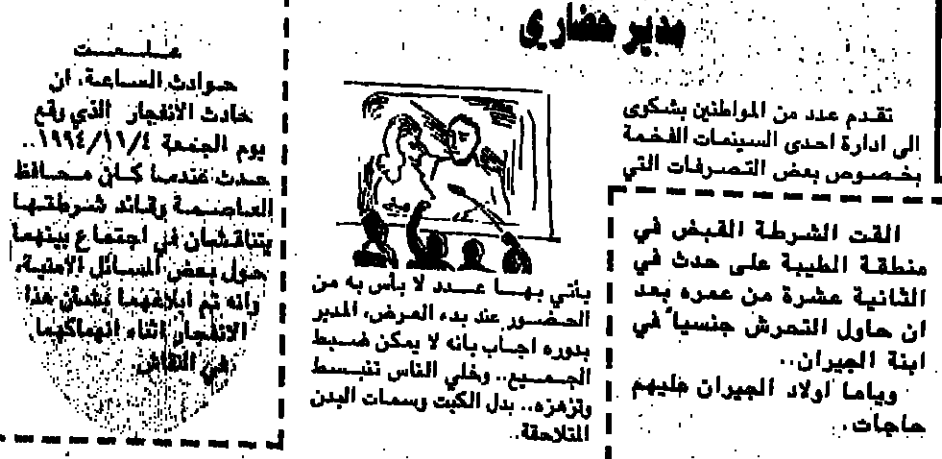 مدير حضاري
تقدم عدد من المواطنين بشكوى
الى ادارة احدى السينمات الفخمة
بخصوص بعض التصرفات التي
يأتي بها عدد لا بأس به من
الحضور عند بدء العرض، المدير
بدوره اجاب بانه لا يمكن ضبط
الجميع.. وخلي الناس تنبسط
وتزهزه.. بدل الكبت وسمات البدن
المتلاحقة.
القت الشرطة القبض في
منطقة الطيبة على حدث في
الثانية عشرة من عمره بعد
ان حاول التحرش جنسياً في
ابنة الجيران..
وياما اولاد الجيران عليهم
حاجات.
علمت
حوادث الساعة، ان
حادث الانفجار الذي وقع
يوم الجمعة ١٩٩٤/١١/٤..
حدث عندما كان محافظ
العاصمة وقائد شرطتها
يتناقشان في اجتماع بينهما
حول بعض المسائل الامنية،
وانه تم ابلاغهما بشأن هذا
الانفجار اثناء انهماكهما
في النقاش.